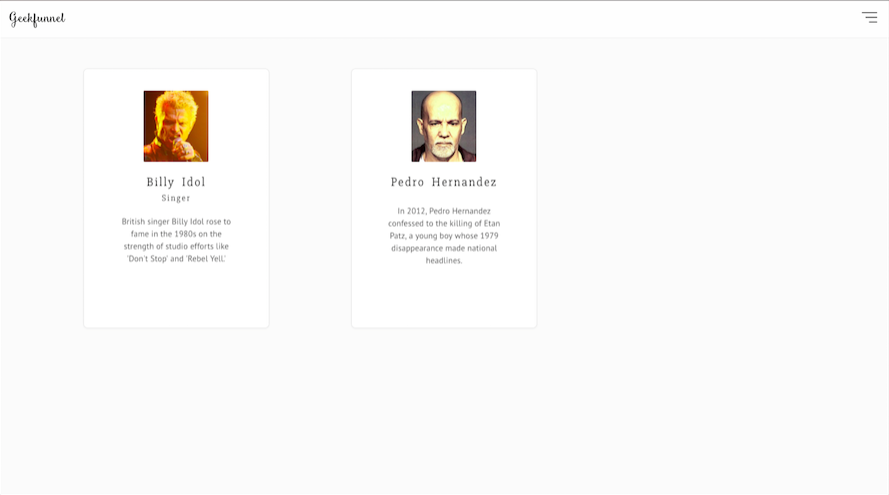 Geekfunnel
Billy Idol
Singer
British singer Billy Idol rose to
fame in the 1980s on the
strength of studio efforts like
'Don't Stop' and 'Rebel Yell.'
Pedro Hernandez
In 2012, Pedro Hernandez
confessed to the killing of Etan
Patz, a young boy whose 1979
disappearance made national
headlines.